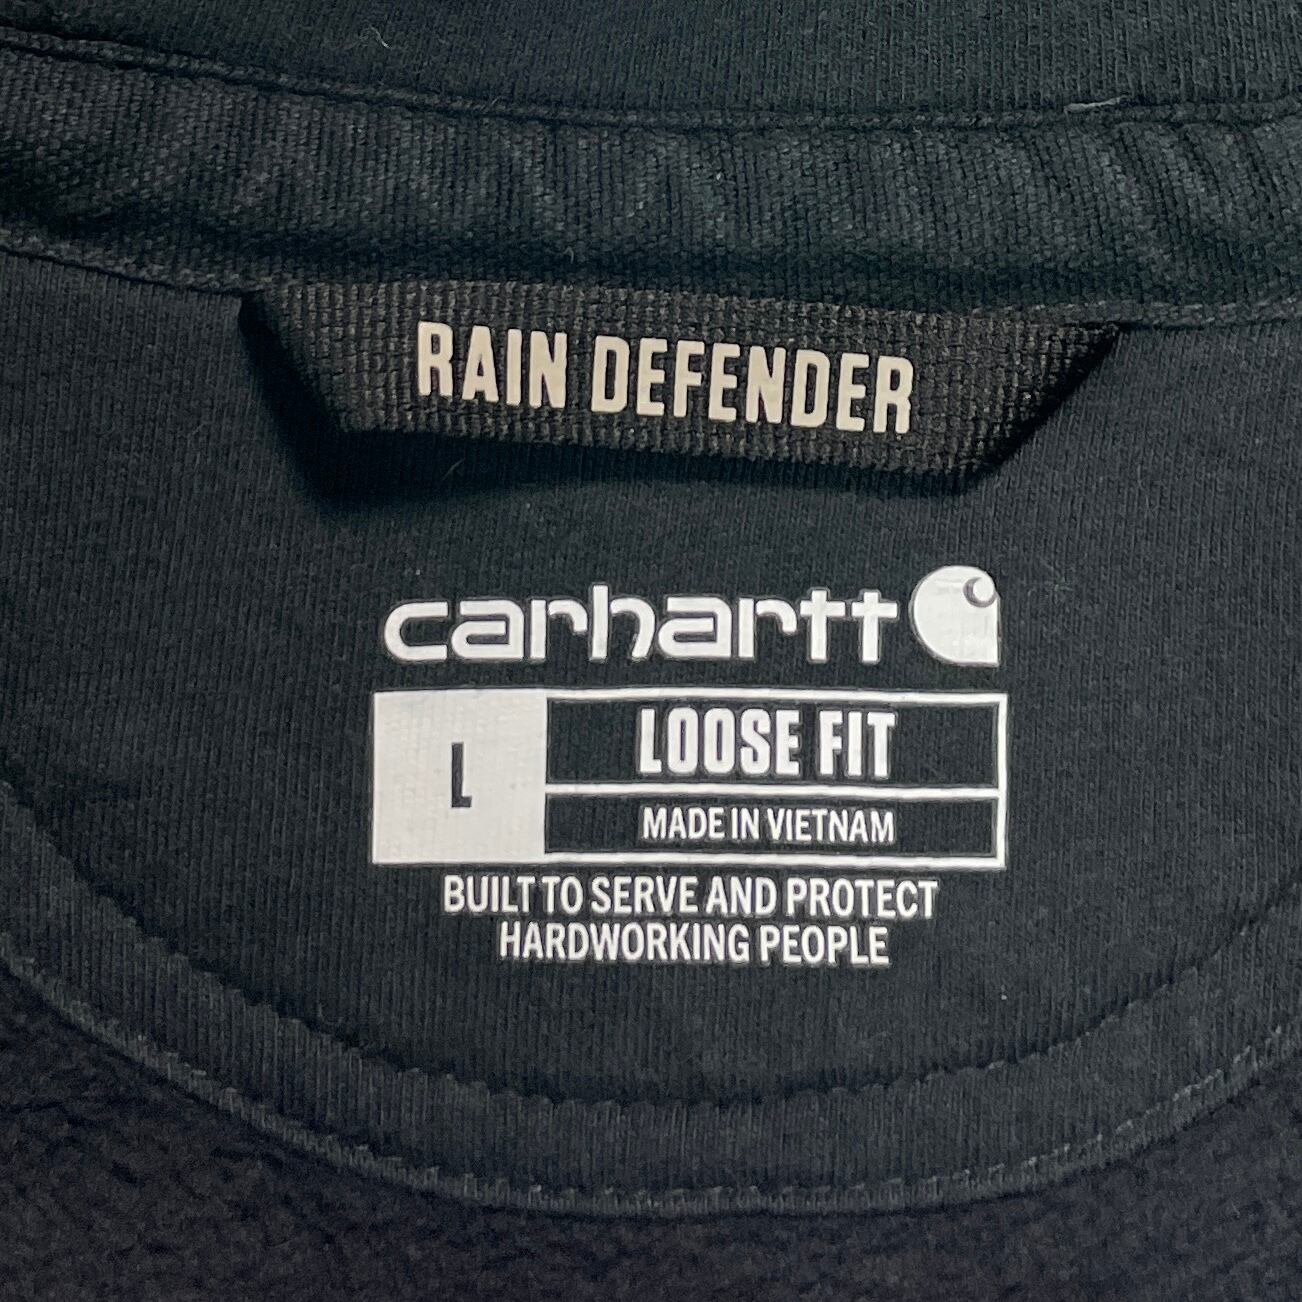 RAIN DEFENDER
carhartt
L
LOOSE FIT
MADE IN VIETNAM
BUILT TO SERVE AND PROTECT
HARDWORKING PEOPLE